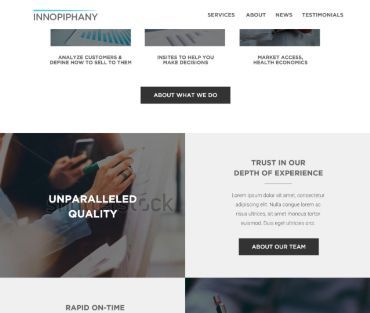 INNOPIPHANY
SERVICES ABOUT NEWS TESTIMONIALS
ANALYZE CUSTOMERS &
DEFINE HOW TO SELL TO THEM
INSITES TO HELP YOU
MAKE DECISIONS
MARKET ACCESS,
HEALTH ECONOMICS
ABOUT WHAT WE DO
UNPARALLELED
QUALITY
TRUST IN OUR
DEPTH OF EXPERIENCE
Lorem ipsum dolor sit amet, consectetur
adipiscing elit. Nulla congue lorem ac
risus ultrices, sit amet rhoncus tortor
euismod. Duis eget ultrices orci.
ABOUT OUR TEAM
RAPID ON-TIME